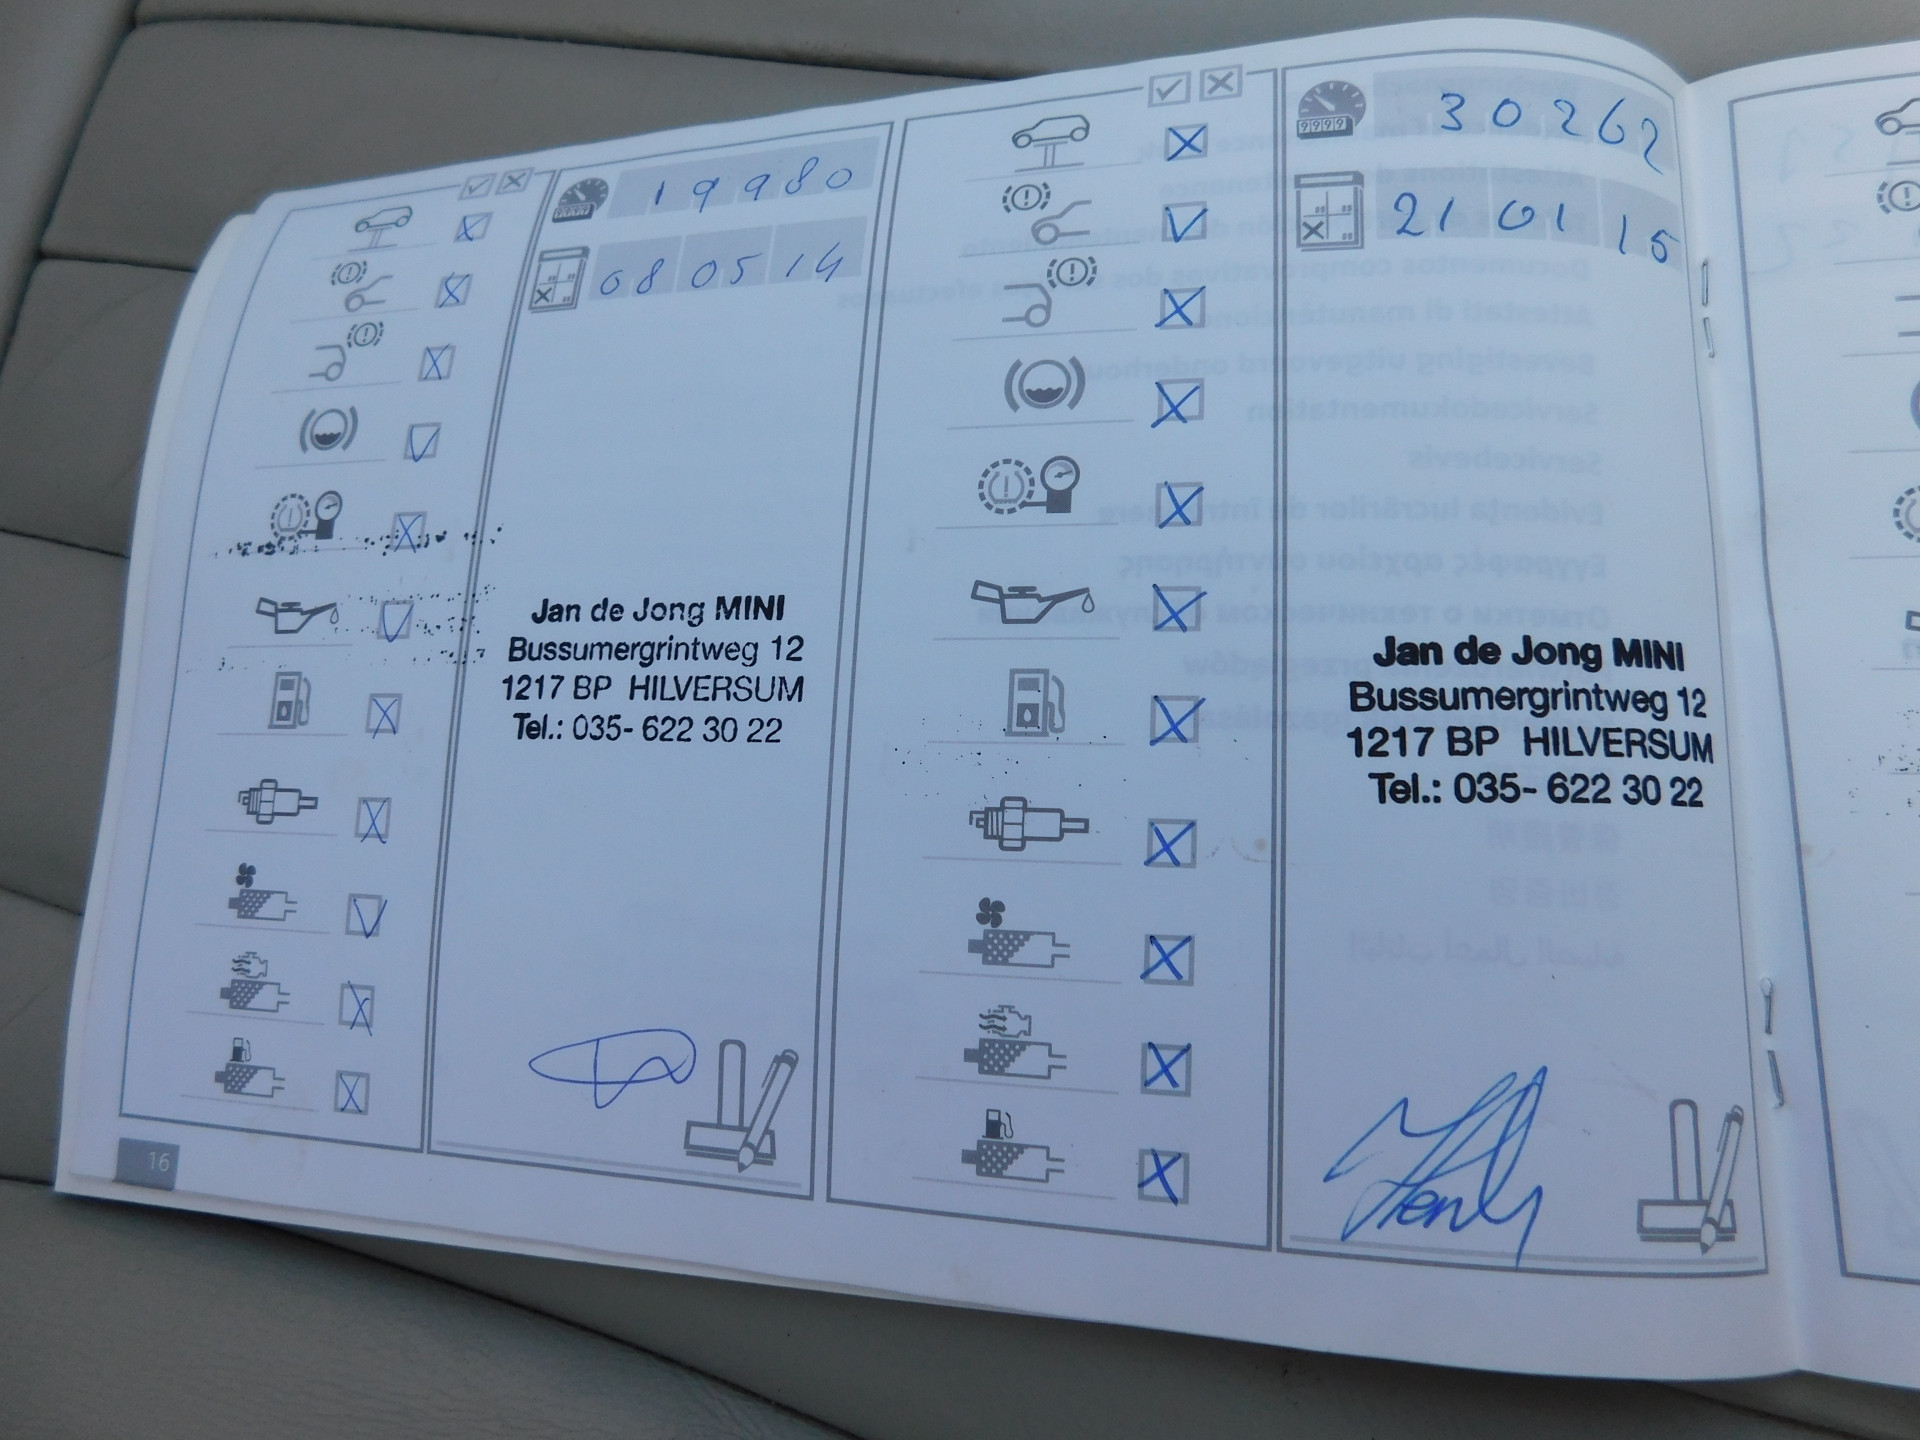 19980
08 05 14
Jan de Jong MINI
Bussumergrintweg 12
1217 BP HILVERSUM
Tel.: 035- 622 30 22
16
30262
21 01 15
Jan de Jong MINI
Bussumergrintweg 12
1217 BP HILVERSUM
Tel.: 035- 622 30 22